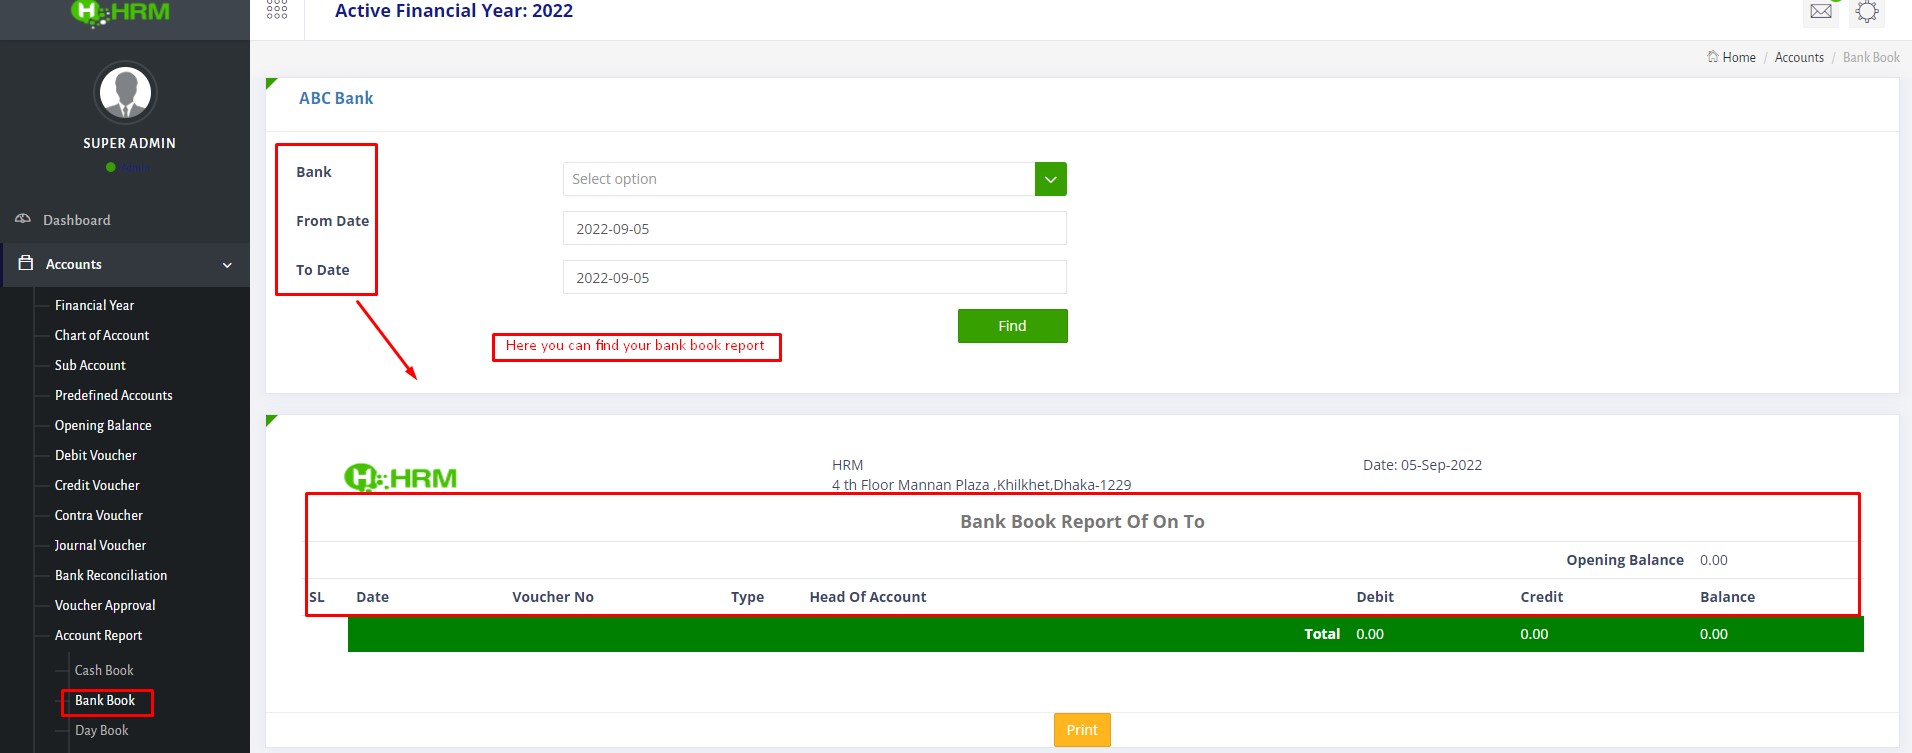 HRM
Active Financial Year: 2022
Home / Accounts / Bank Book
SUPER ADMIN
Dashboard
Accounts
Financial Year
Chart of Account
Sub Account
Predefined Accounts
Opening Balance
Debit Voucher
Credit Voucher
Contra Voucher
Journal Voucher
Bank Reconciliation
Voucher Approval
Account Report
Cash Book
Bank Book
Day Book
ABC Bank
Bank Select option
From Date 2022-09-05
To Date 2022-09-05
Find
Here you can find your bank book report
H HRM
HRM
4 th Floor Mannan Plaza ,Khilkhet,Dhaka-1229
Date: 05-Sep-2022
Bank Book Report Of On To
Opening Balance 0.00
SL Date Voucher No Type Head Of Account Debit Credit Balance
Total 0.00 0.00 0.00
Print